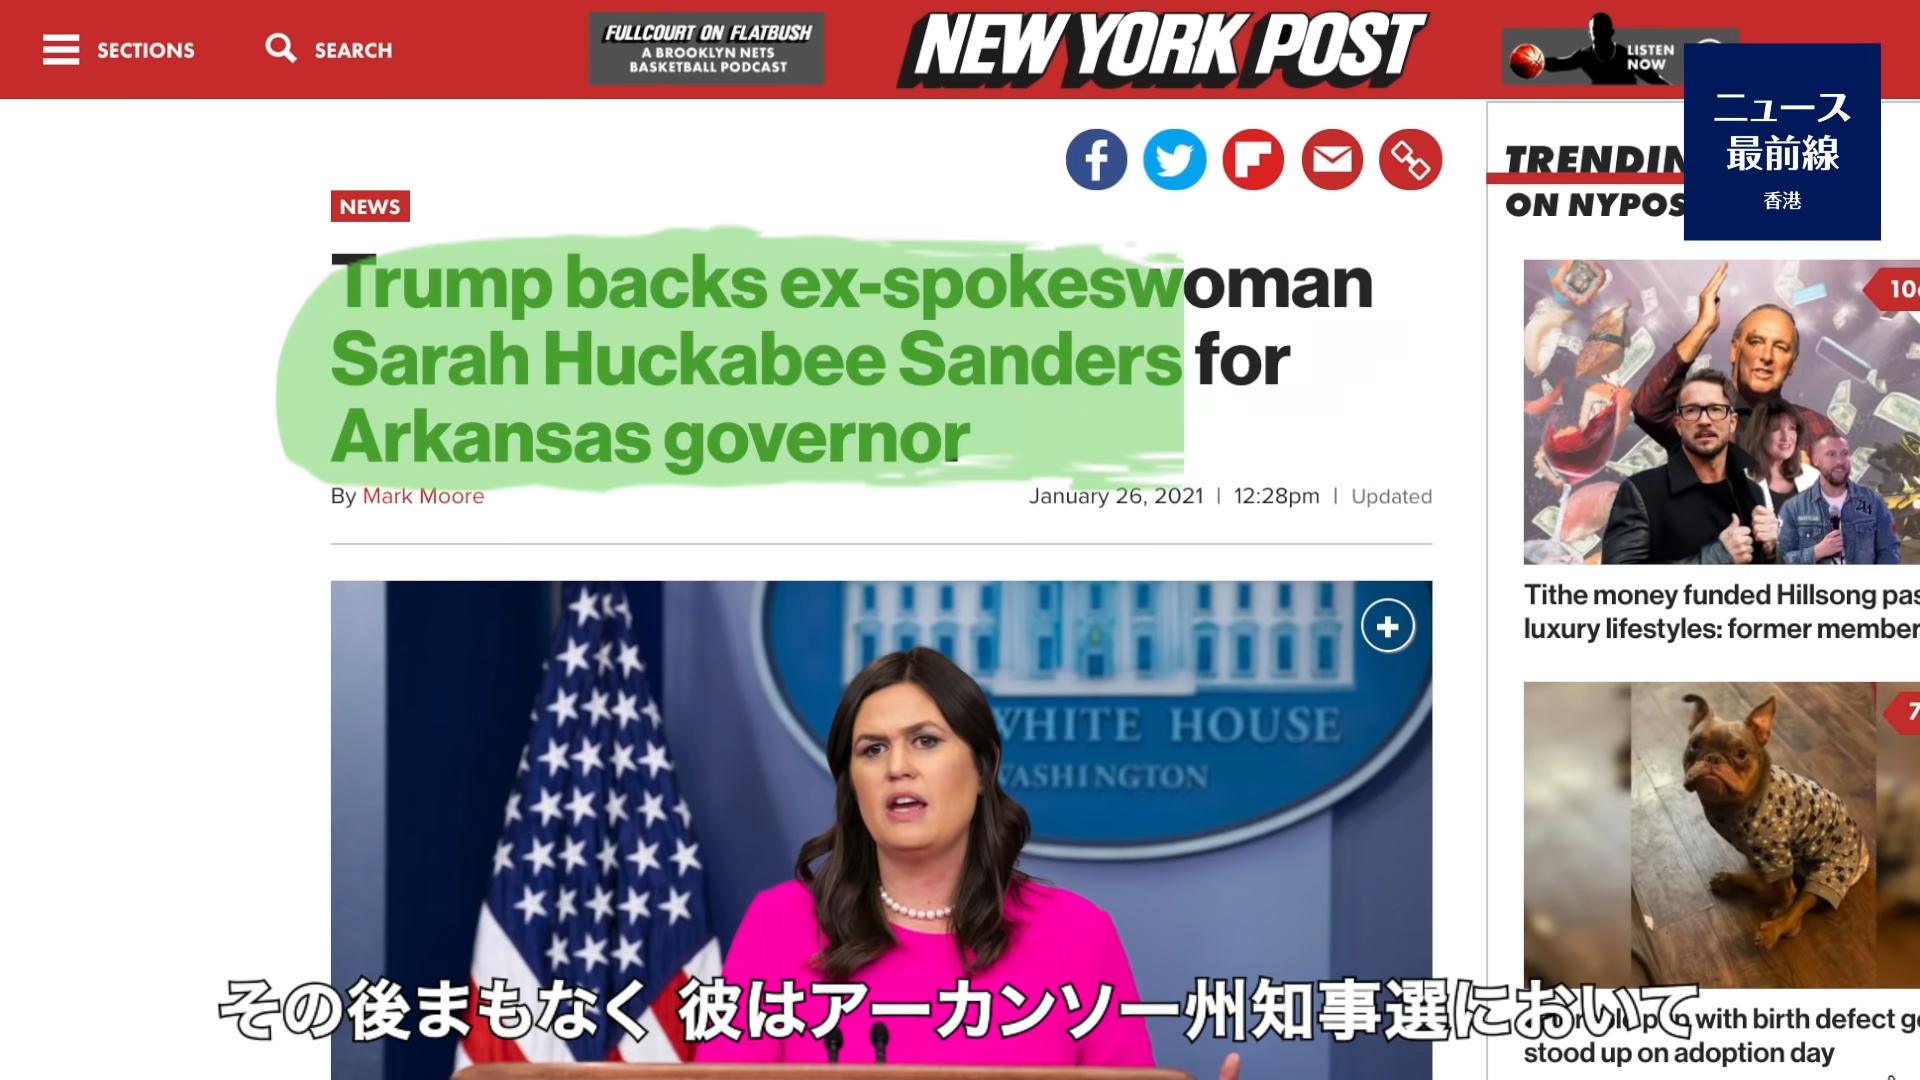 SECTIONS
SEARCH
FULLCOURT ON FLATBUSH
A BROOKLYN NETS
BASKETBALL PODCAST
NEW YORK POST
LISTEN
NOW
ニュース
最前線
香港
NEWS
Trump backs ex-spokeswoman
Sarah Huckabee Sanders for
Arkansas governor
By Mark Moore
January 26, 2021 | 12:28pm | Updated
WHITE HOUSE
WASHINGTON
TRENDIN
ON NYPOS
Tithe money funded Hillsong pas
luxury lifestyles: former member
with birth defect g
stood up on adoption day
その後まもなく 彼はアーカンソー州知事選において